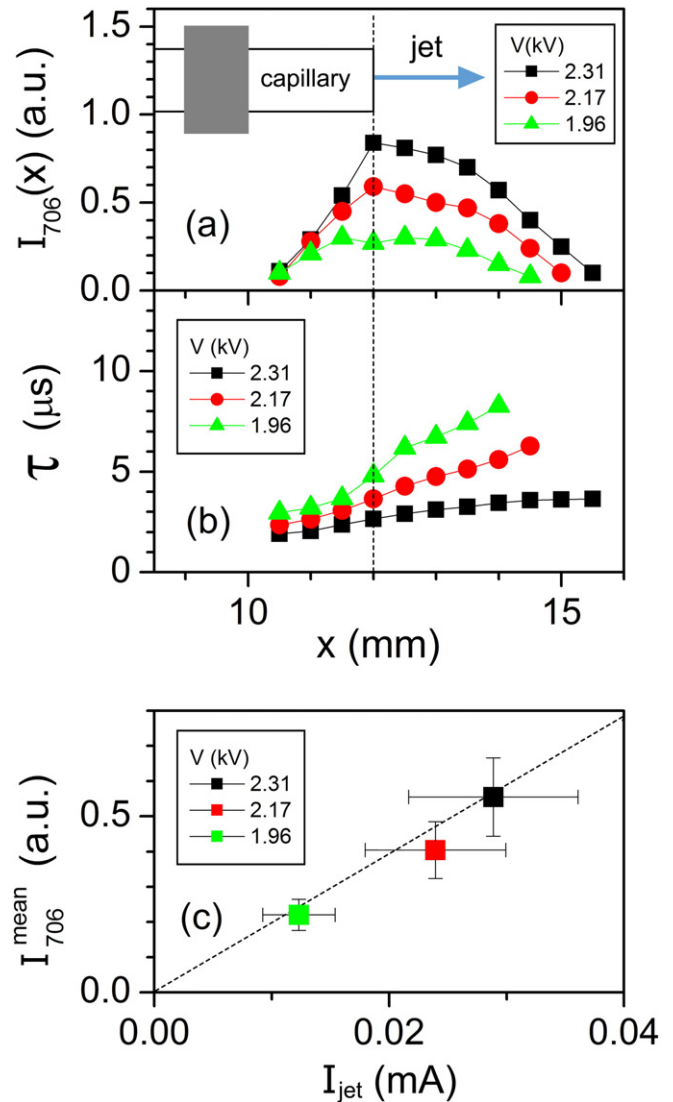 1.5
1.0
0.5
0.0
I706(x) (a.u.)
capillary
jet
V(kV)
2.31
2.17
1.96
(a)
10
5
0
τ (μs)
V (kV)
2.31
2.17
1.96
(b)
10 15
x (mm)
0.5
0.0
I706mean (a.u.)
V (kV)
2.31
2.17
1.96
(c)
0.00 0.02 0.04
Ijet (mA)